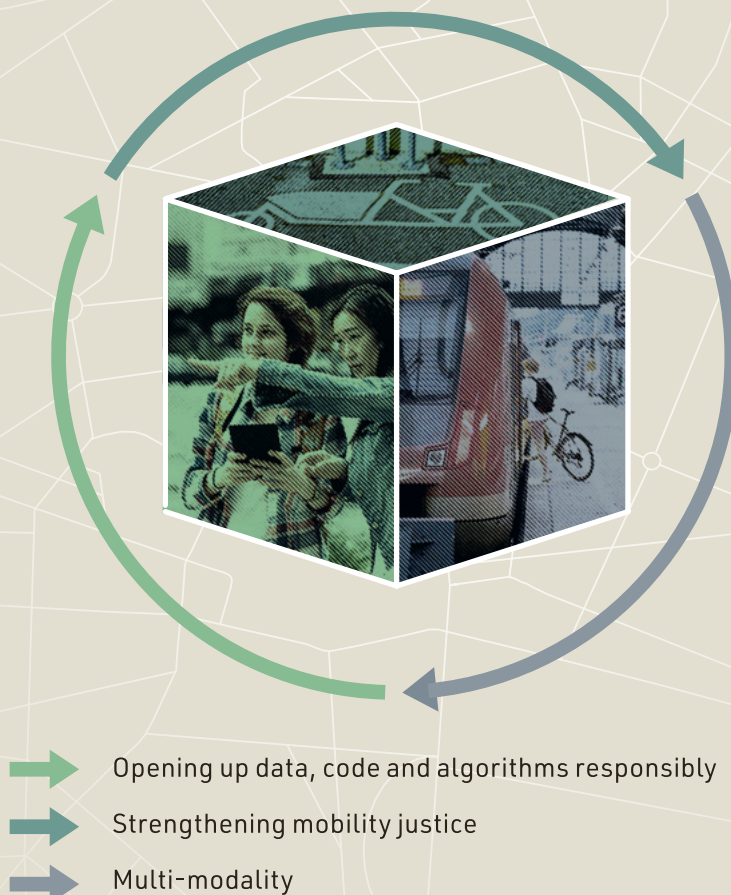 Opening up data, code and algorithms responsibly
Strengthening mobility justice
Multi-modality